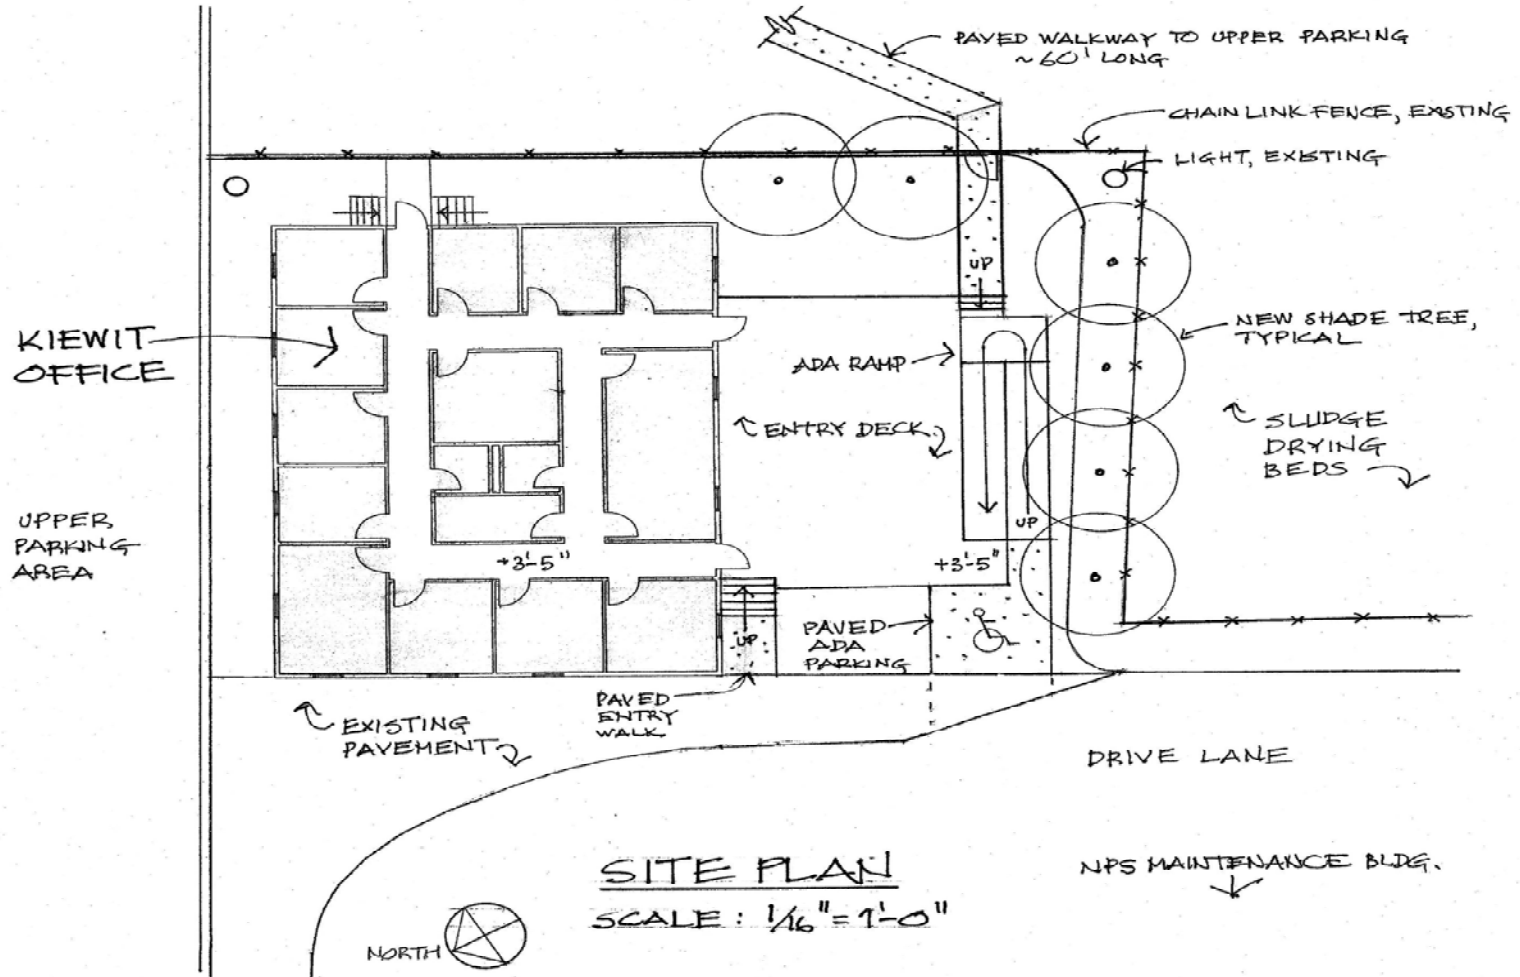 PAVED WALKWAY TO UPPER PARKING
~60' LONG
CHAIN LINK FENCE, EXISTING
LIGHT, EXISTING
UP
KIEWIT
OFFICE
NEW SHADE TREE,
TYPICAL
ADA RAMP
ENTRY DECK
SLUDGE
DRYING
BEDS
UPPER
PARKING
AREA
UP
+3'-5"
+3'-5"
UP
PAVED
ADA
PARKING
PAVED
ENTRY
WALK
EXISTING
PAVEMENT
DRIVE LANE
SITE PLAN
SCALE: 1/16" = 1'-0"
NPS MAINTENANCE BLDG.
NORTH